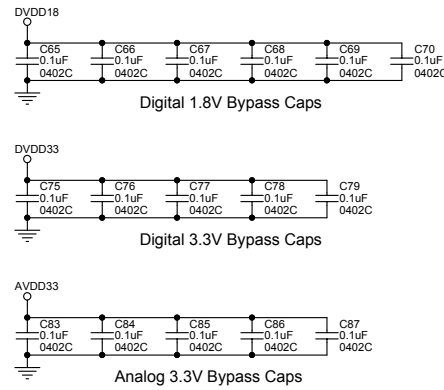 DVDD18
C65 C66 C67 C68 C69 C70
0.1uF 0.1uF 0.1uF 0.1uF 0.1uF 0.1uF
0402C 0402C 0402C 0402C 0402C 0402C
Digital 1.8V Bypass Caps
DVDD33
C75 C76 C77 C78 C79
0.1uF 0.1uF 0.1uF 0.1uF 0.1uF
0402C 0402C 0402C 0402C 0402C
Digital 3.3V Bypass Caps
AVDD33
C83 C84 C85 C86 C87
0.1uF 0.1uF 0.1uF 0.1uF 0.1uF
0402C 0402C 0402C 0402C 0402C
Analog 3.3V Bypass Caps